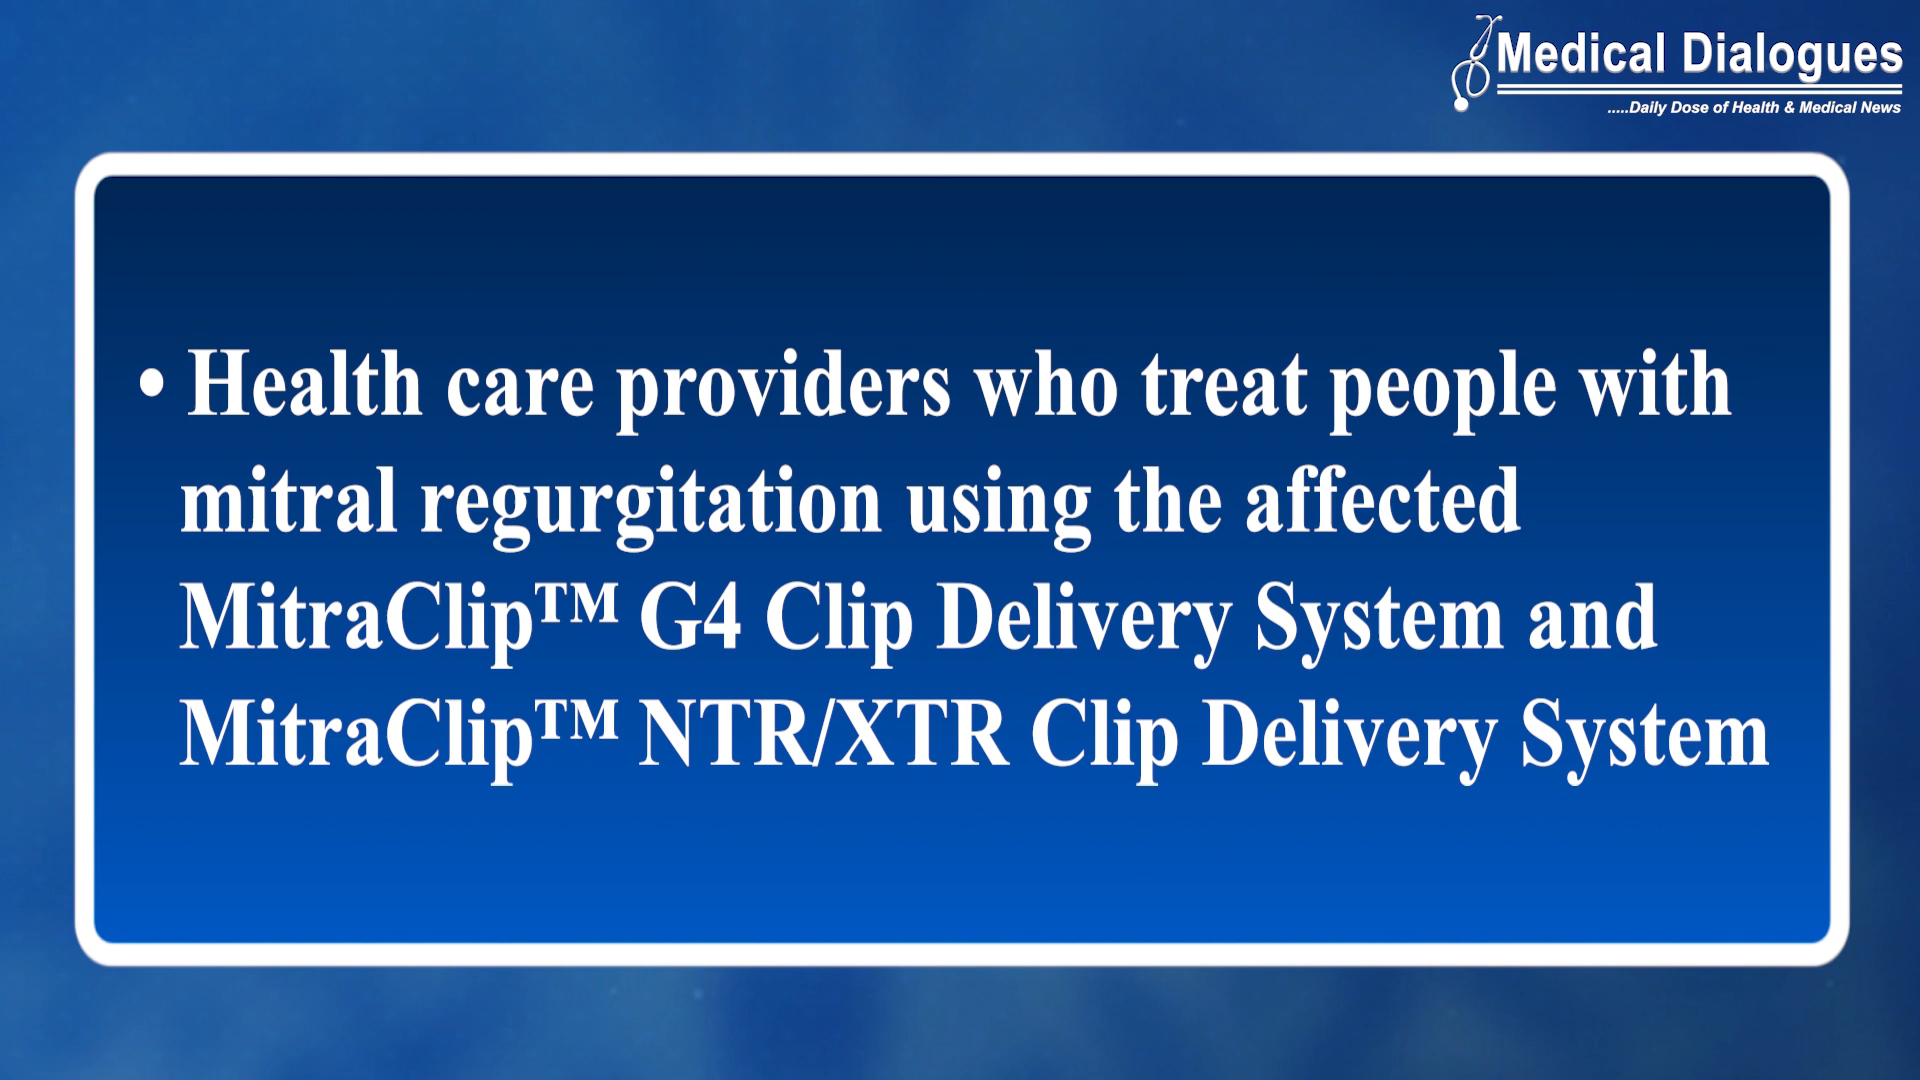 Medical Dialogues
.....Daily Dose of Health & Medical News
• Health care providers who treat people with
mitral regurgitation using the affected
MitraClip™ G4 Clip Delivery System and
MitraClip™ NTR/XTR Clip Delivery System